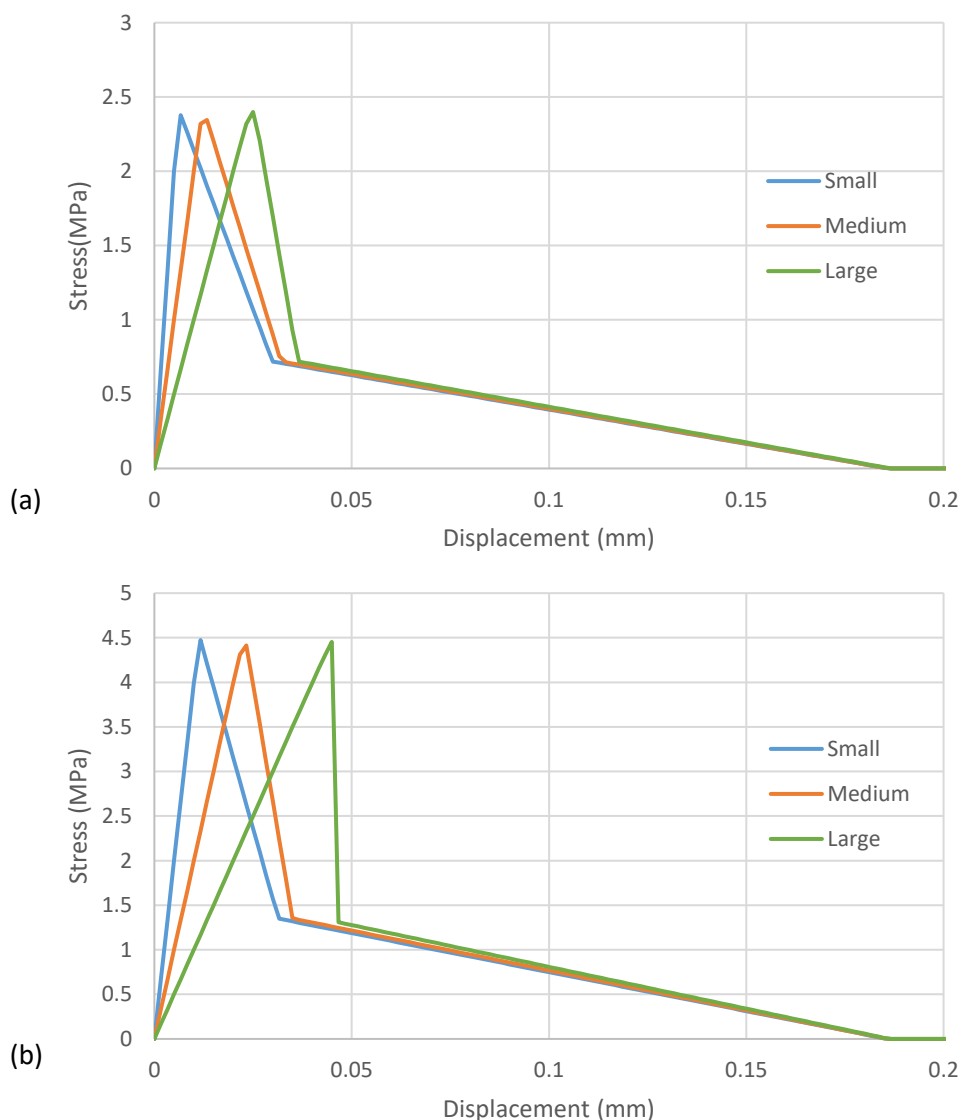 3
2.5
2
1.5
1
0.5
0
Stress(MPa)
Small
Medium
Large
0 0.05 0.1 0.15 0.2
Displacement (mm)
(a)
5
4.5
4
3.5
3
2.5
2
1.5
1
0.5
0
Stress (MPa)
Small
Medium
Large
0 0.05 0.1 0.15 0.2
Displacement (mm)
(b)